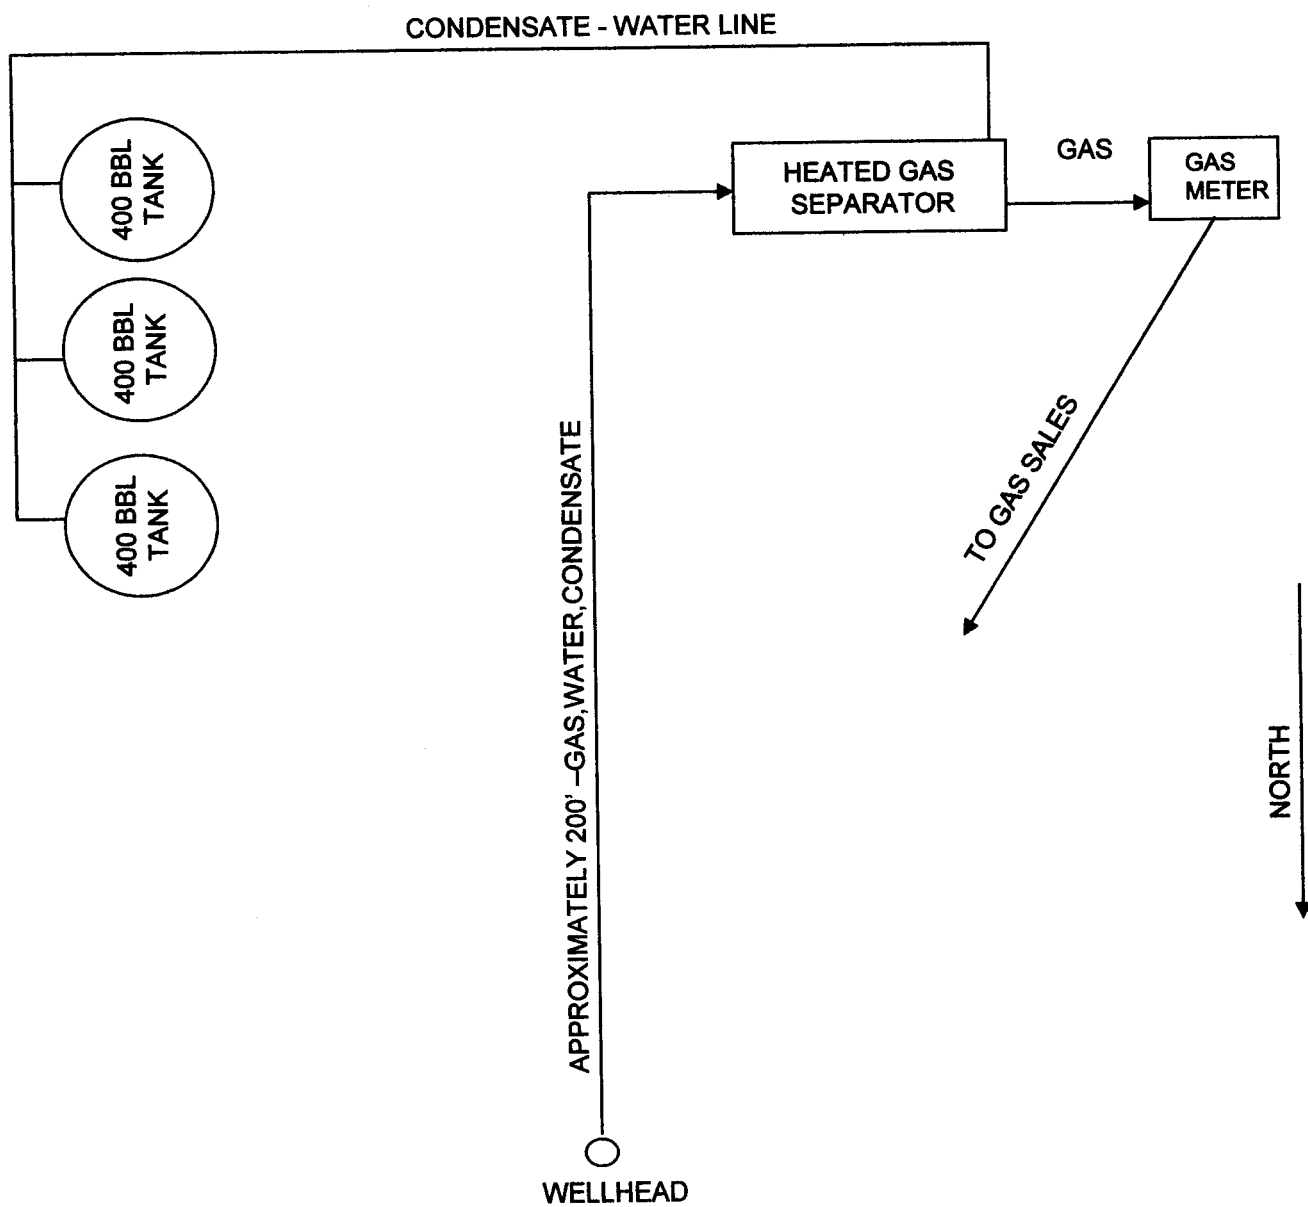 CONDENSATE - WATER LINE
400 BBL
TANK
400 BBL
TANK
400 BBL
TANK
HEATED GAS
SEPARATOR
GAS
GAS
METER
TO GAS SALES
APPROXIMATELY 200' –GAS,WATER,CONDENSATE
NORTH
WELLHEAD